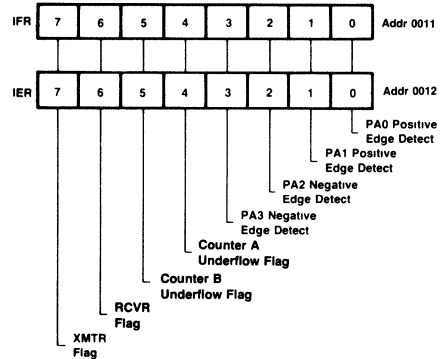 IFR 7 6 5 4 3 2 1 0 Addr 0011
IER 7 6 5 4 3 2 1 0 Addr 0012
PA0 Positive
Edge Detect
PA1 Positive
Edge Detect
PA2 Negative
Edge Detect
PA3 Negative
Edge Detect
Counter A
Underflow Flag
Counter B
Underflow Flag
RCVR
Flag
XMTR
Flag